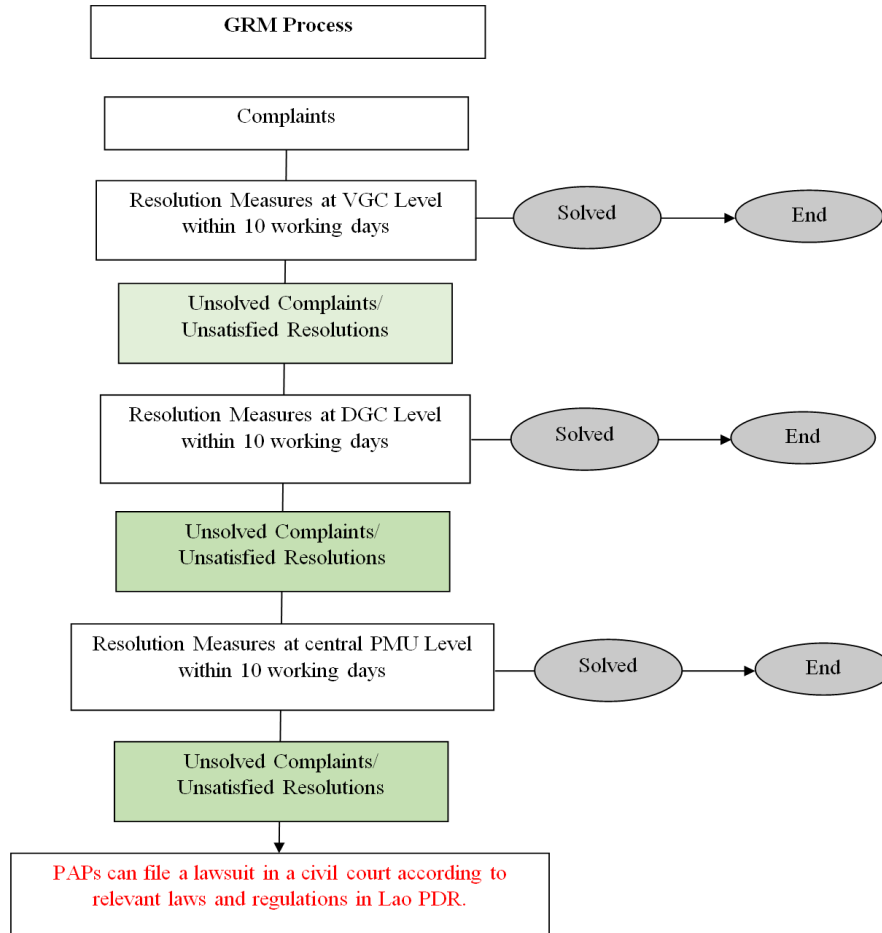 GRM Process
Complaints
Resolution Measures at VGC Level
within 10 working days
Solved
End
Unsolved Complaints/
Unsatisfied Resolutions
Resolution Measures at DGC Level
within 10 working days
Solved
End
Unsolved Complaints/
Unsatisfied Resolutions
Resolution Measures at central PMU Level
within 10 working days
Solved
End
Unsolved Complaints/
Unsatisfied Resolutions
PAPs can file a lawsuit in a civil court according to
relevant laws and regulations in Lao PDR.